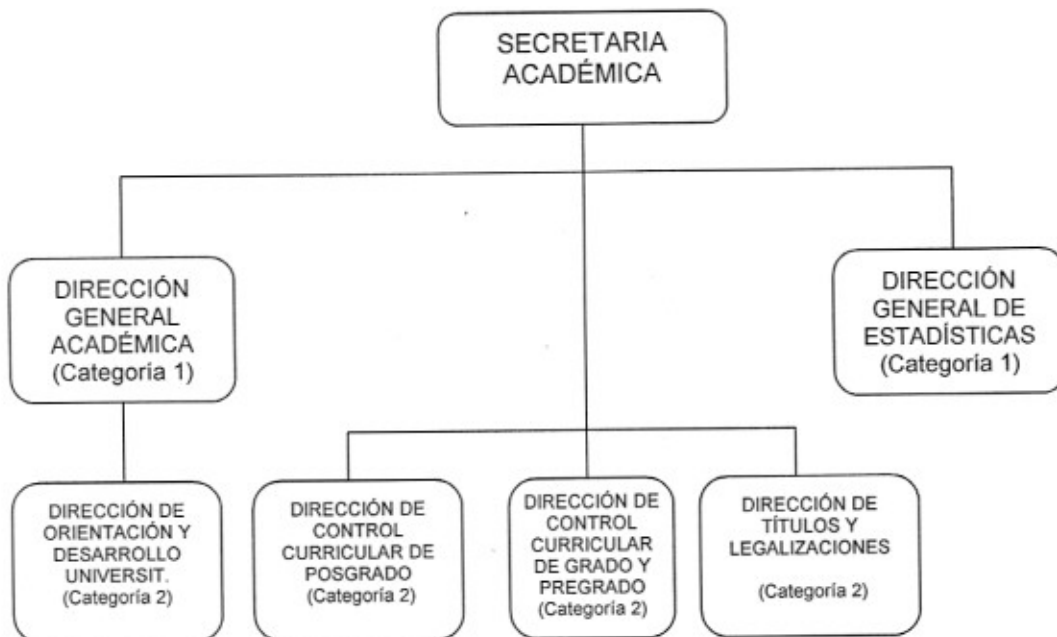 SECRETARIA
ACADÉMICA
DIRECCIÓN
GENERAL
ACADÉMICA
(Categoría 1)
DIRECCIÓN
GENERAL DE
ESTADÍSTICAS
(Categoría 1)
DIRECCIÓN DE
ORIENTACIÓN Y
DESARROLLO
UNIVERSIT.
(Categoría 2)
DIRECCIÓN DE
CONTROL
CURRICULAR DE
POSGRADO
(Categoría 2)
DIRECCIÓN DE
CONTROL
CURRICULAR
DE GRADO Y
PREGRADO
(Categoría 2)
DIRECCIÓN DE
TÍTULOS Y
LEGALIZACIONES
(Categoría 2)